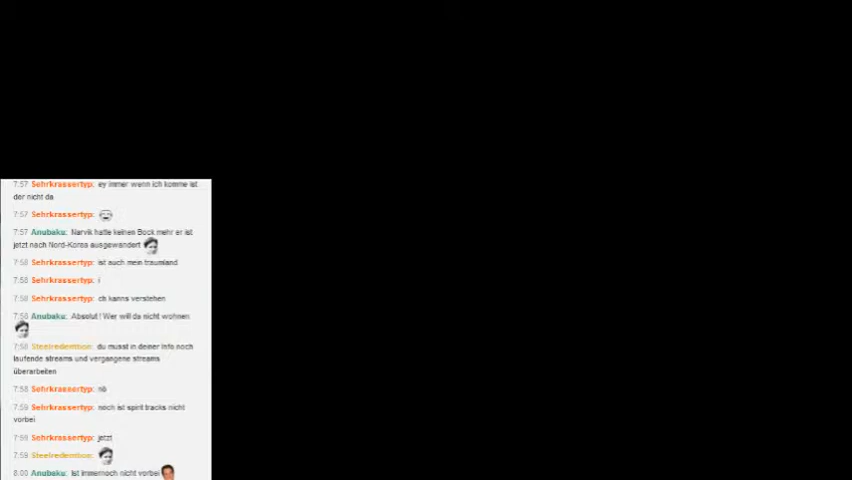 7:57 Sehrkrassertyp: ey immer wenn ich komme ist
der nicht da
7:57 Sehrkrassertyp:
7:57 Anubaku: Narvik hatte keinen Bock mehr er ist
jetzt nach Nord-Korea ausgewandert
7:58 Sehrkrassertyp: ist auch mein traumland
7:58 Sehrkrassertyp: i
7:58 Sehrkrassertyp: ch kanns verstehen
7:58 Anubaku: Absolut! Wer will da nicht wohnen
7:58 Steelredemtion: du musst in deiner info noch
laufende streams und vergangene streams
überarbeiten
7:58 Sehrkrassertyp: nö
7:59 Sehrkrassertyp: noch ist spirit tracks nicht
vorbei
7:59 Sehrkrassertyp: jetzt
7:59 Steelredemtion:
8:00 Anubaku: Ist immernoch nicht vorbei